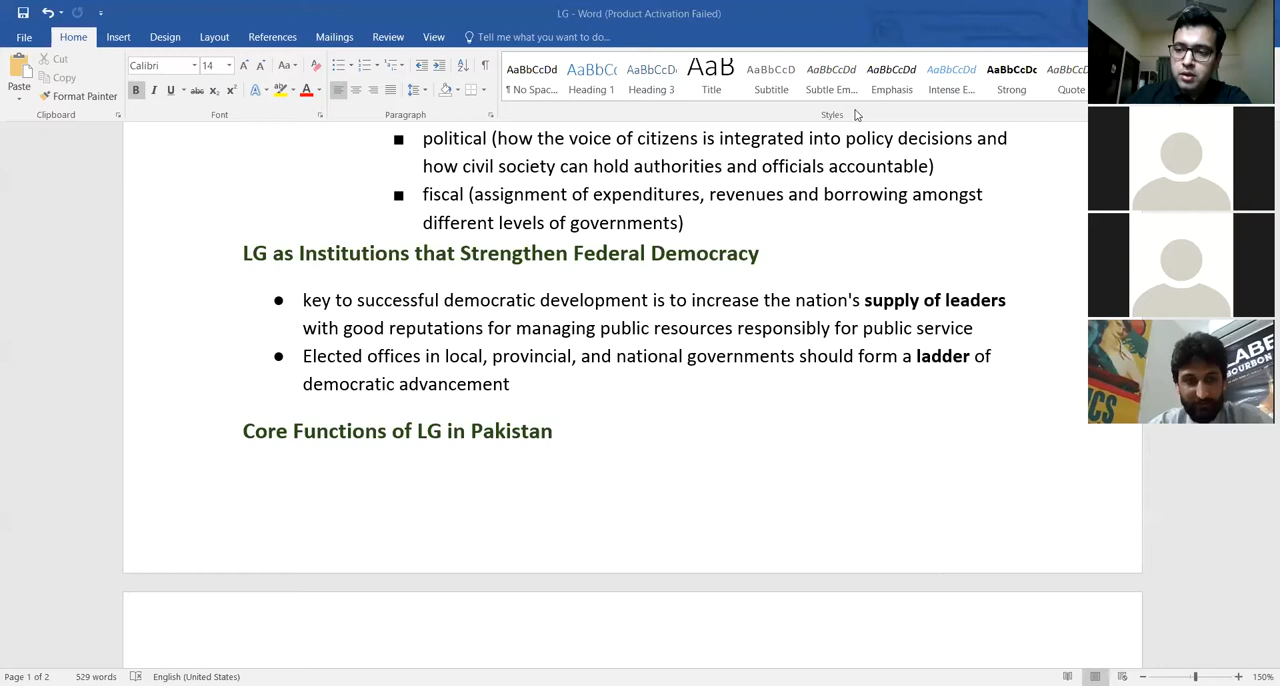 LG - Word (Product Activation Failed)
File Home Insert Design Layout References Mailings Review View Tell me what you want to do...
Cut
Copy
Format Painter
Paste
Calibri 14
Clipboard Font Paragraph Styles
AaBbCcDd AaBbC AaBbCcD AaB AaBbCcD AaBbCcDd AaBbCcDd AaBbCcDd AaBbCcDc AaBbCcDd
¶ No Spac... Heading 1 Heading 3 Title Subtitle Subtle Em... Emphasis Intense E... Strong Quote
■ political (how the voice of citizens is integrated into policy decisions and
how civil society can hold authorities and officials accountable)
■ fiscal (assignment of expenditures, revenues and borrowing amongst
different levels of governments)
LG as Institutions that Strengthen Federal Democracy
● key to successful democratic development is to increase the nation's supply of leaders
with good reputations for managing public resources responsibly for public service
● Elected offices in local, provincial, and national governments should form a ladder of
democratic advancement
Core Functions of LG in Pakistan
LABE
BOURBON
ICS
Page 1 of 2 529 words English (United States) 150%